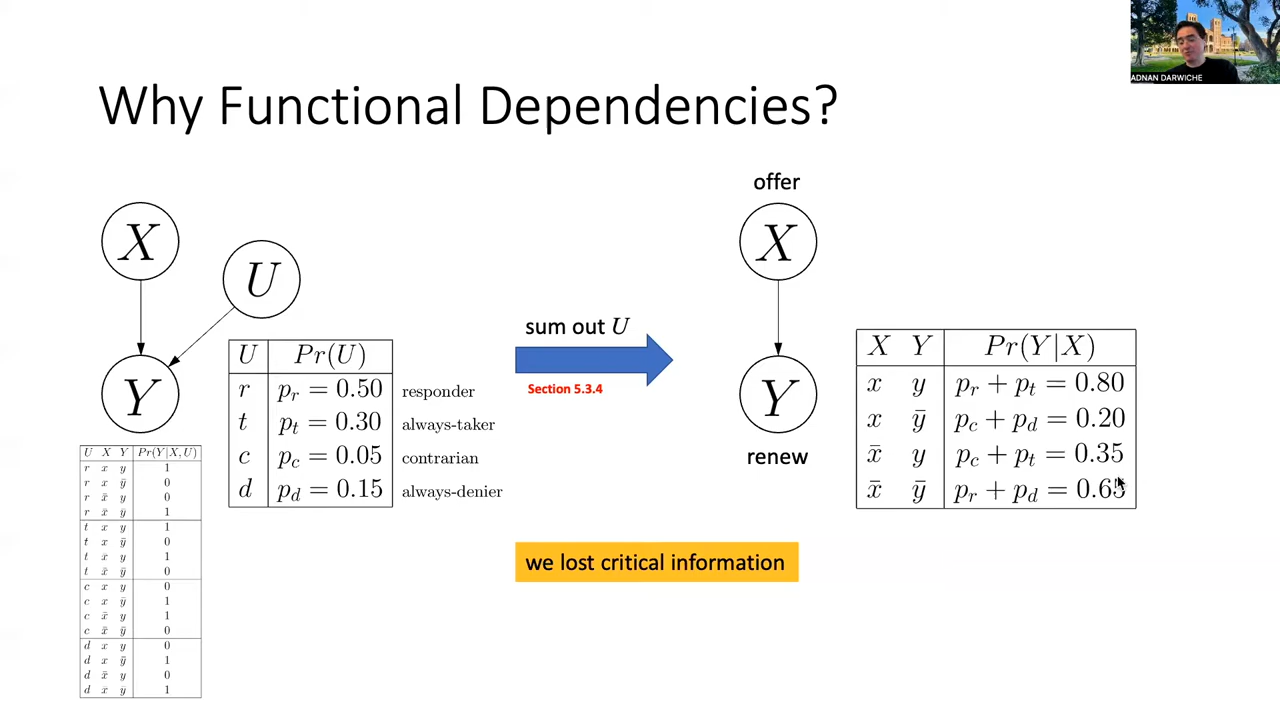 ADNAN DARWICHE
Why Functional Dependencies?
X
U
Y
U Pr(U)
r p_r = 0.50 responder
t p_t = 0.30 always-taker
c p_c = 0.05 contrarian
d p_d = 0.15 always-denier
U X Y Pr(Y|X,U)
r x y 1
r x ȳ 0
r x̄ y 0
r x̄ ȳ 1
t x y 1
t x ȳ 0
t x̄ y 1
t x̄ ȳ 0
c x y 0
c x ȳ 1
c x̄ y 1
c x̄ ȳ 0
d x y 0
d x ȳ 1
d x̄ y 0
d x̄ ȳ 1
sum out U
Section 5.3.4
we lost critical information
offer
X
Y
renew
X Y Pr(Y|X)
x y p_r + p_t = 0.80
x ȳ p_c + p_d = 0.20
x̄ y p_c + p_t = 0.35
x̄ ȳ p_r + p_d = 0.65